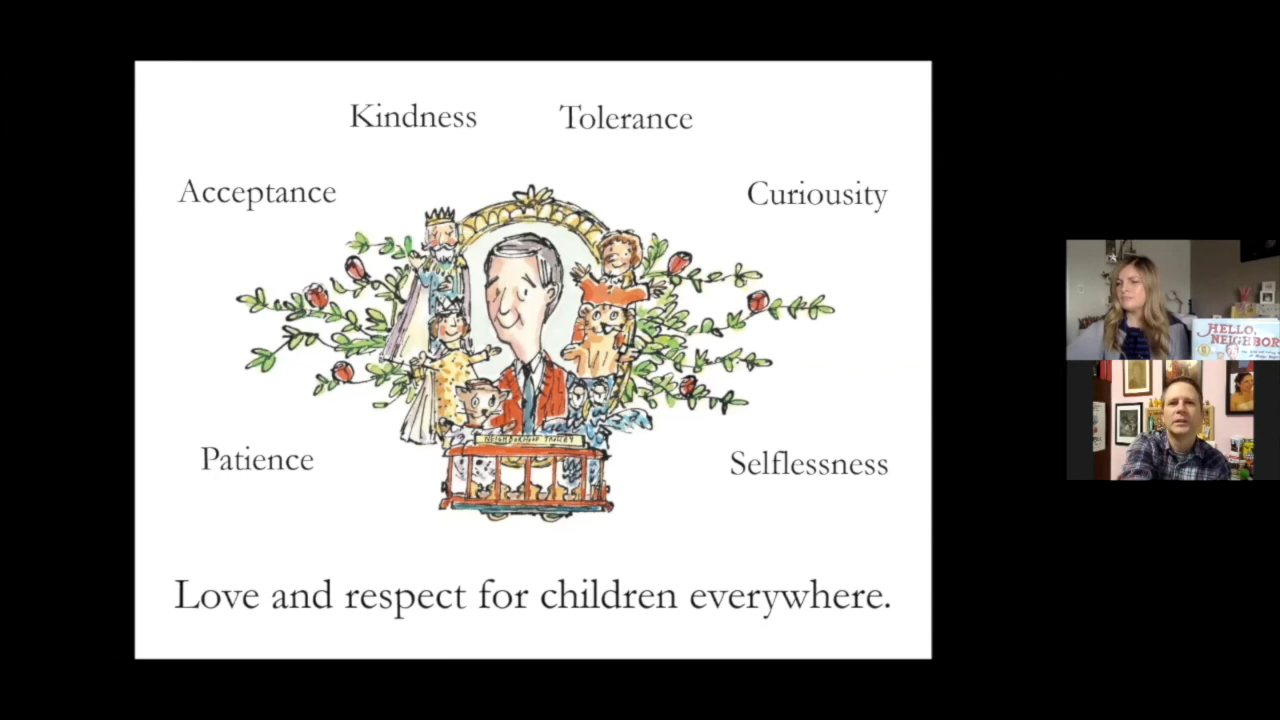 Kindness
Tolerance
Acceptance
Curiousity
HELLO,
NEIGHBOR
Patience
Selflessness
Love and respect for children everywhere.